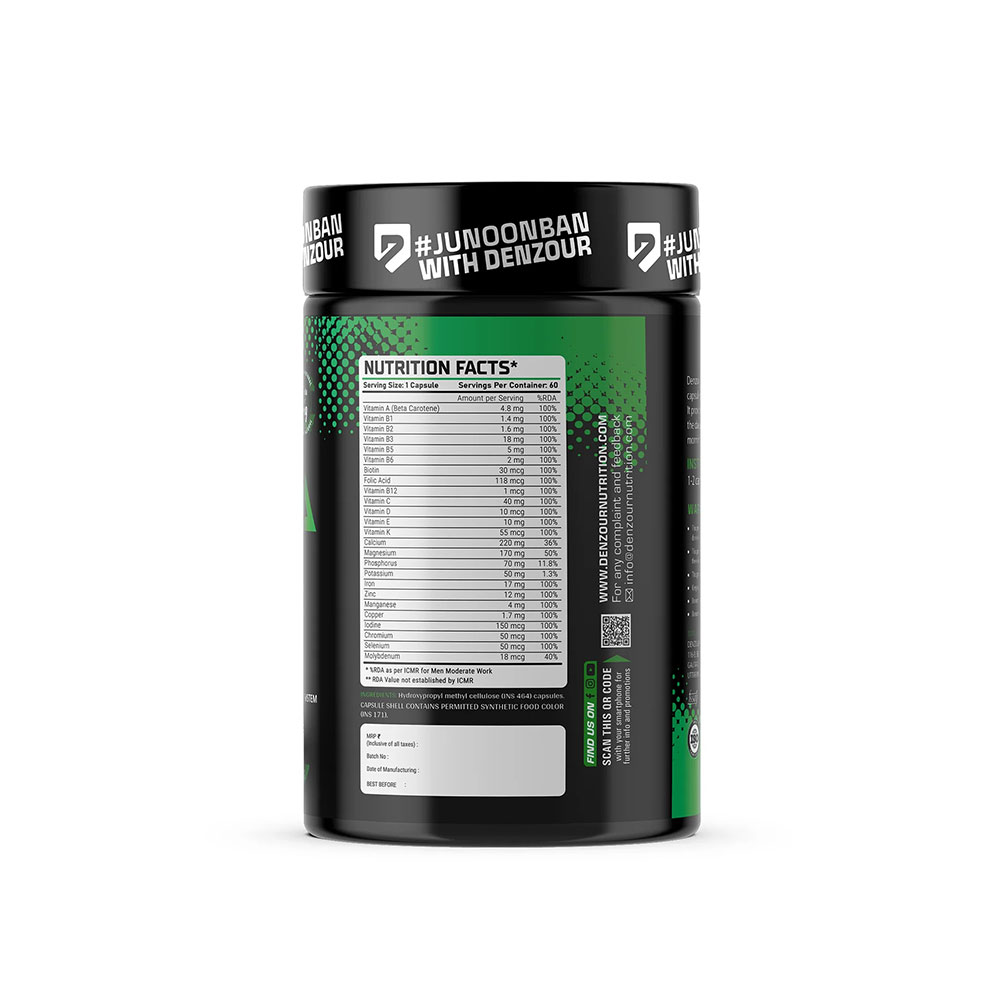 NBAN
NZOUR
#JUNOONBAN
WITH DENZOUR
#JUN
WITH
NUTRITION FACTS*
Serving Size: 1 Capsule Servings Per Container: 60
Amount per Serving %RDA
Vitamin A (Beta Carotene) 4.8 mg 100%
Vitamin B1 1.4 mg 100%
Vitamin B2 1.6 mg 100%
Vitamin B3 18 mg 100%
Vitamin B5 5 mg 100%
Vitamin B6 2 mg 100%
Biotin 30 mcg 100%
Folic Acid 118 mcg 100%
Vitamin B12 1 mcg 100%
Vitamin C 40 mg 100%
Vitamin D 10 mcg 100%
Vitamin E 10 mg 100%
Vitamin K 55 mcg 100%
Calcium 220 mg 36%
Magnesium 170 mg 50%
Phosphorus 70 mg 11.8%
Potassium 50 mg 1.3%
Iron 17 mg 100%
Zinc 12 mg 100%
Manganese 4 mg 100%
Copper 1.7 mg 100%
Iodine 150 mcg 100%
Chromium 50 mcg 100%
Selenium 50 mcg 100%
Molybdenum 18 mcg 40%
* %RDA as per ICMR for Men Moderate Work
** RDA Value not established by ICMR
INGREDIENTS: Hydroxypropyl methyl cellulose (INS 464) capsules.
CAPSULE SHELL CONTAINS PERMITTED SYNTHETIC FOOD COLOR
(INS 171).
MRP ₹
(Inclusive of all taxes) :
Batch No :
Date of Manufacturing :
BEST BEFORE :
WWW.DENZOURNUTRITION.COM
For any complaint and feedback
info@denzournutrition.com
FIND US ON
SCAN THIS QR CODE
with your smartphone for
further info and promotions